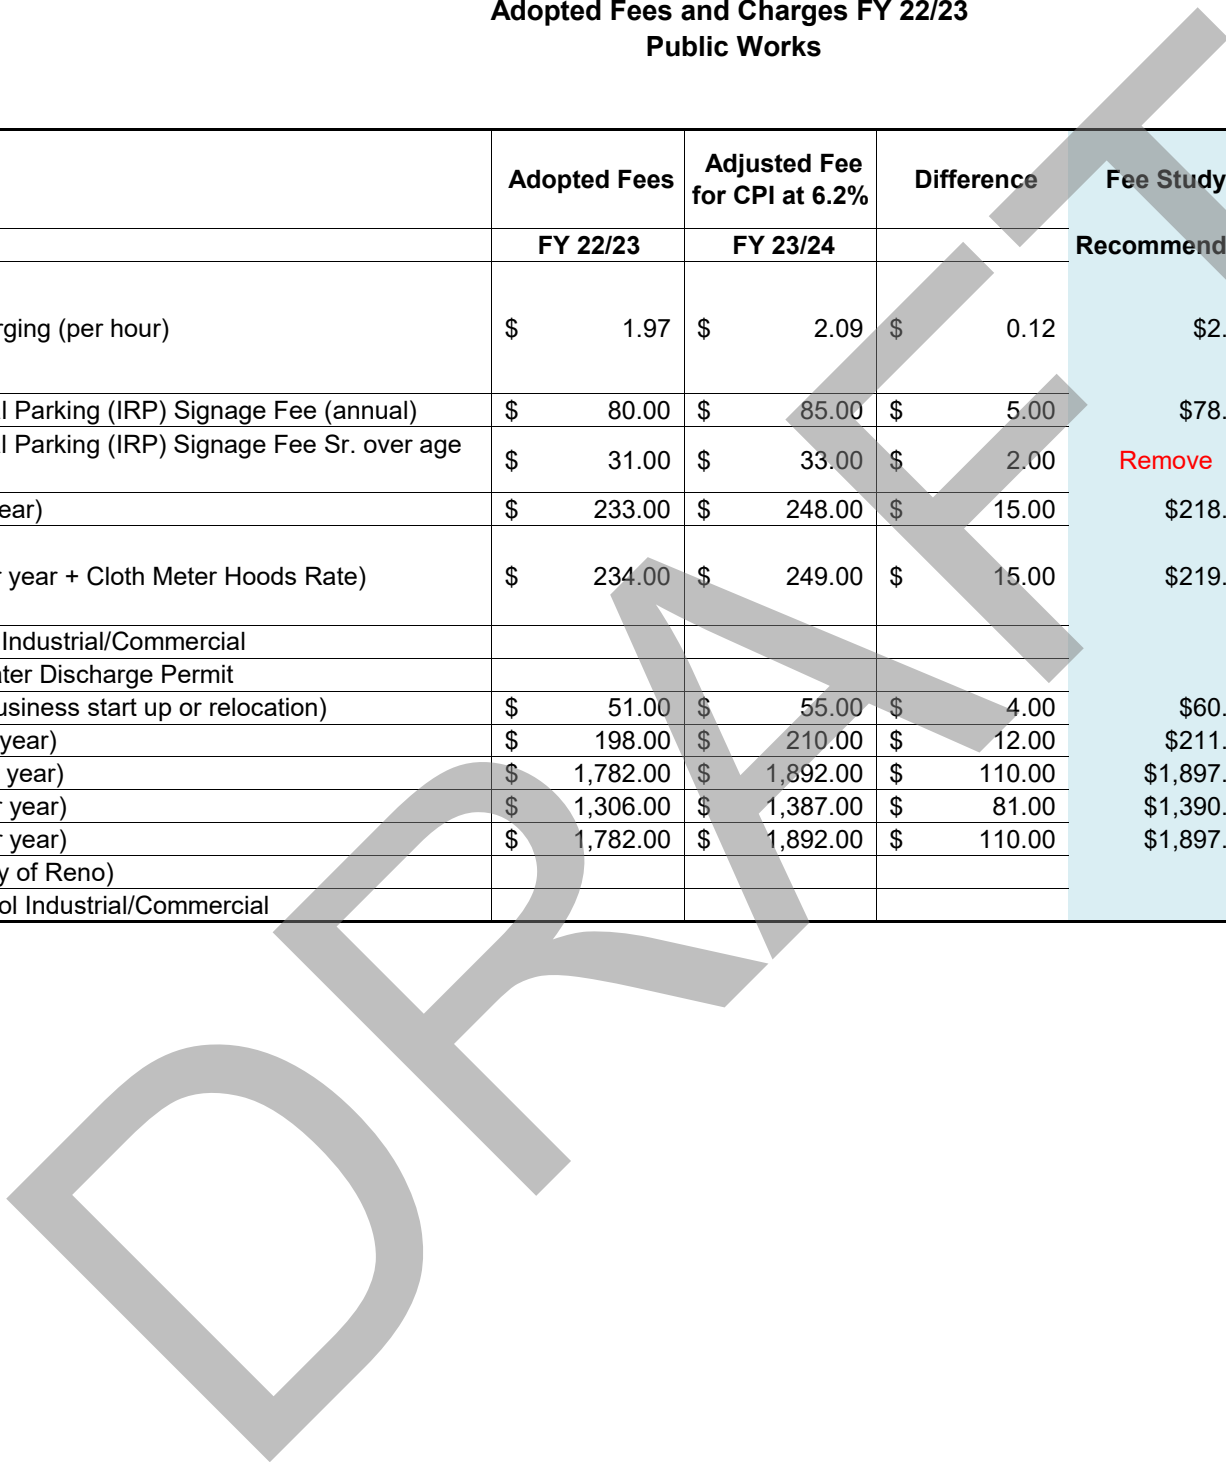 Adopted Fees and Charges FY 22/23
Public Works
Adopted Fees Adjusted Fee for CPI at 6.2% Difference Fee Study
FY 22/23 FY 23/24 Recommend
rging (per hour) $ 1.97 $ 2.09 $ 0.12 $2.
l Parking (IRP) Signage Fee (annual) $ 80.00 $ 85.00 $ 5.00 $78.
l Parking (IRP) Signage Fee Sr. over age $ 31.00 $ 33.00 $ 2.00 Remove
ear) $ 233.00 $ 248.00 $ 15.00 $218.
r year + Cloth Meter Hoods Rate) $ 234.00 $ 249.00 $ 15.00 $219.
Industrial/Commercial
ter Discharge Permit
usiness start up or relocation) $ 51.00 $ 55.00 $ 4.00 $60.
year) $ 198.00 $ 210.00 $ 12.00 $211.
year) $ 1,782.00 $ 1,892.00 $ 110.00 $1,897.
r year) $ 1,306.00 $ 1,387.00 $ 81.00 $1,390.
r year) $ 1,782.00 $ 1,892.00 $ 110.00 $1,897.
y of Reno)
ol Industrial/Commercial
DRAFT